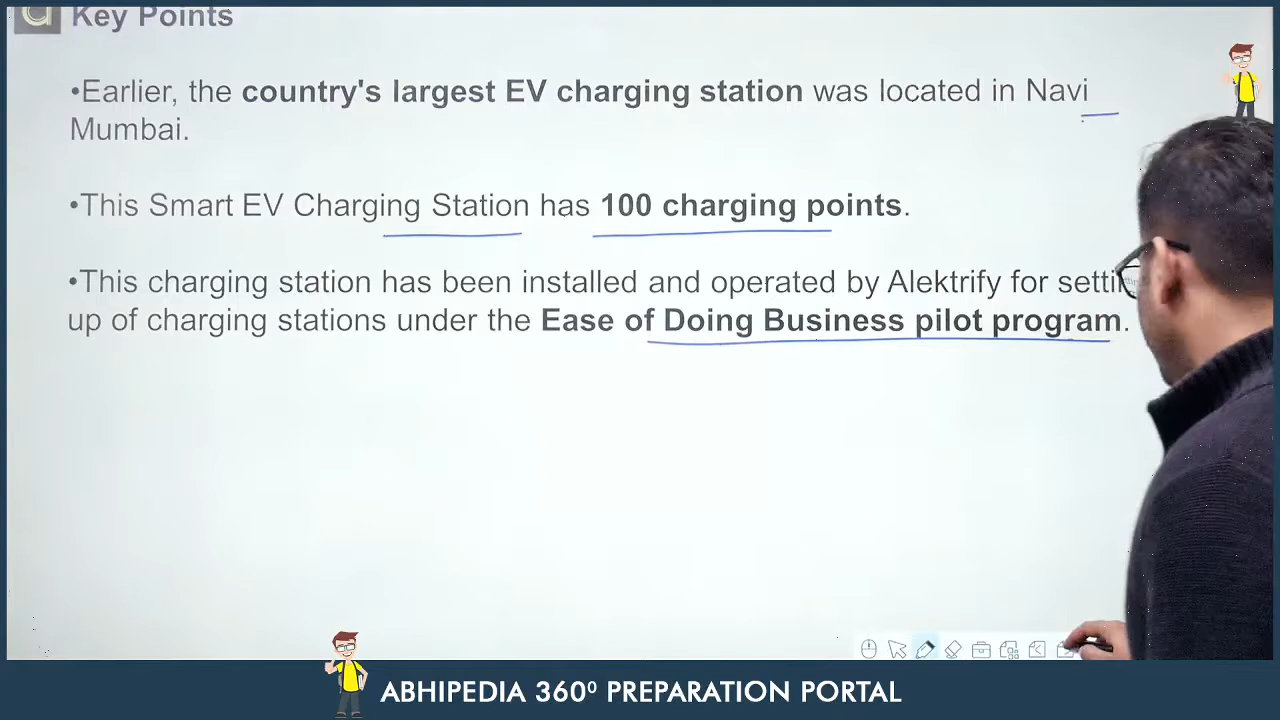 Key Points
•Earlier, the country's largest EV charging station was located in Navi
Mumbai.
•This Smart EV Charging Station has 100 charging points.
•This charging station has been installed and operated by Alektrify for setti
up of charging stations under the Ease of Doing Business pilot program.
ABHIPEDIA 360⁰ PREPARATION PORTAL